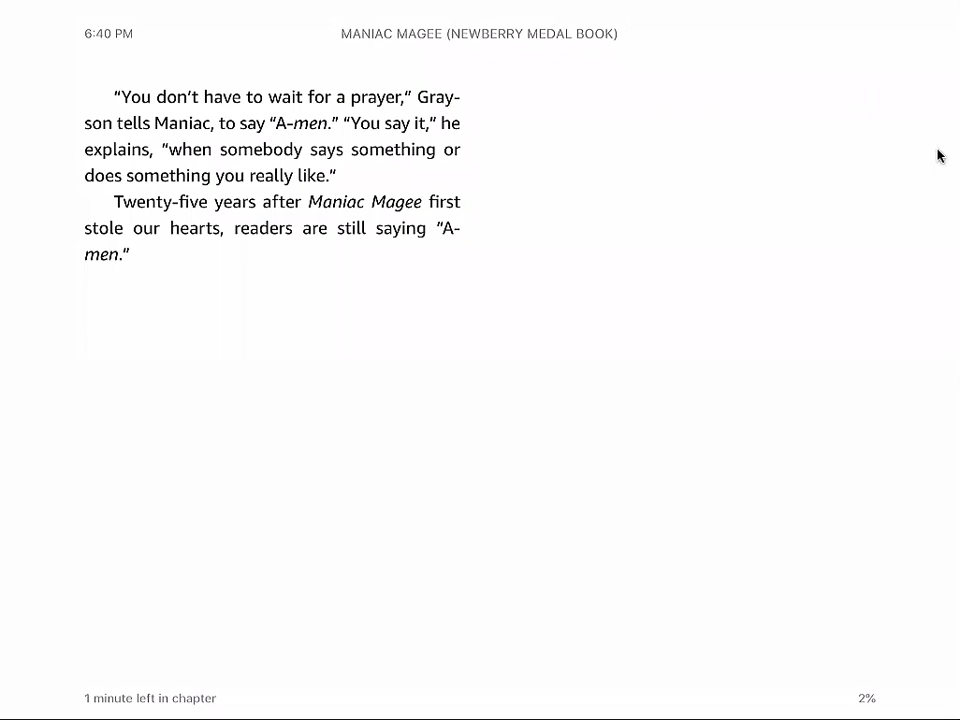 6:40 PM
MANIAC MAGEE (NEWBERRY MEDAL BOOK)
“You don’t have to wait for a prayer,” Gray-
son tells Maniac, to say “A-men.” “You say it,” he
explains, “when somebody says something or
does something you really like.”
Twenty-five years after Maniac Magee first
stole our hearts, readers are still saying “A-
men.”
1 minute left in chapter
2%